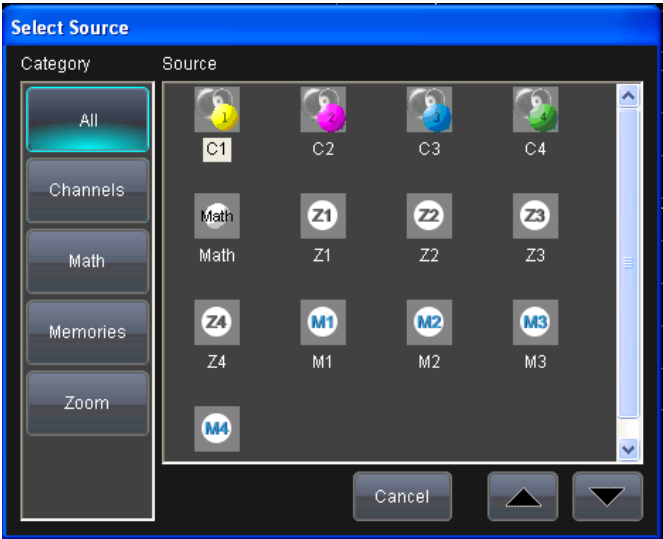 Select Source
Category
Source
All
Channels
Math
Memories
Zoom
1 2 3 4
C1 C2 C3 C4
Math Z1 Z2 Z3
Math Z1 Z2 Z3
Z4 M1 M2 M3
Z4 M1 M2 M3
M4
Cancel